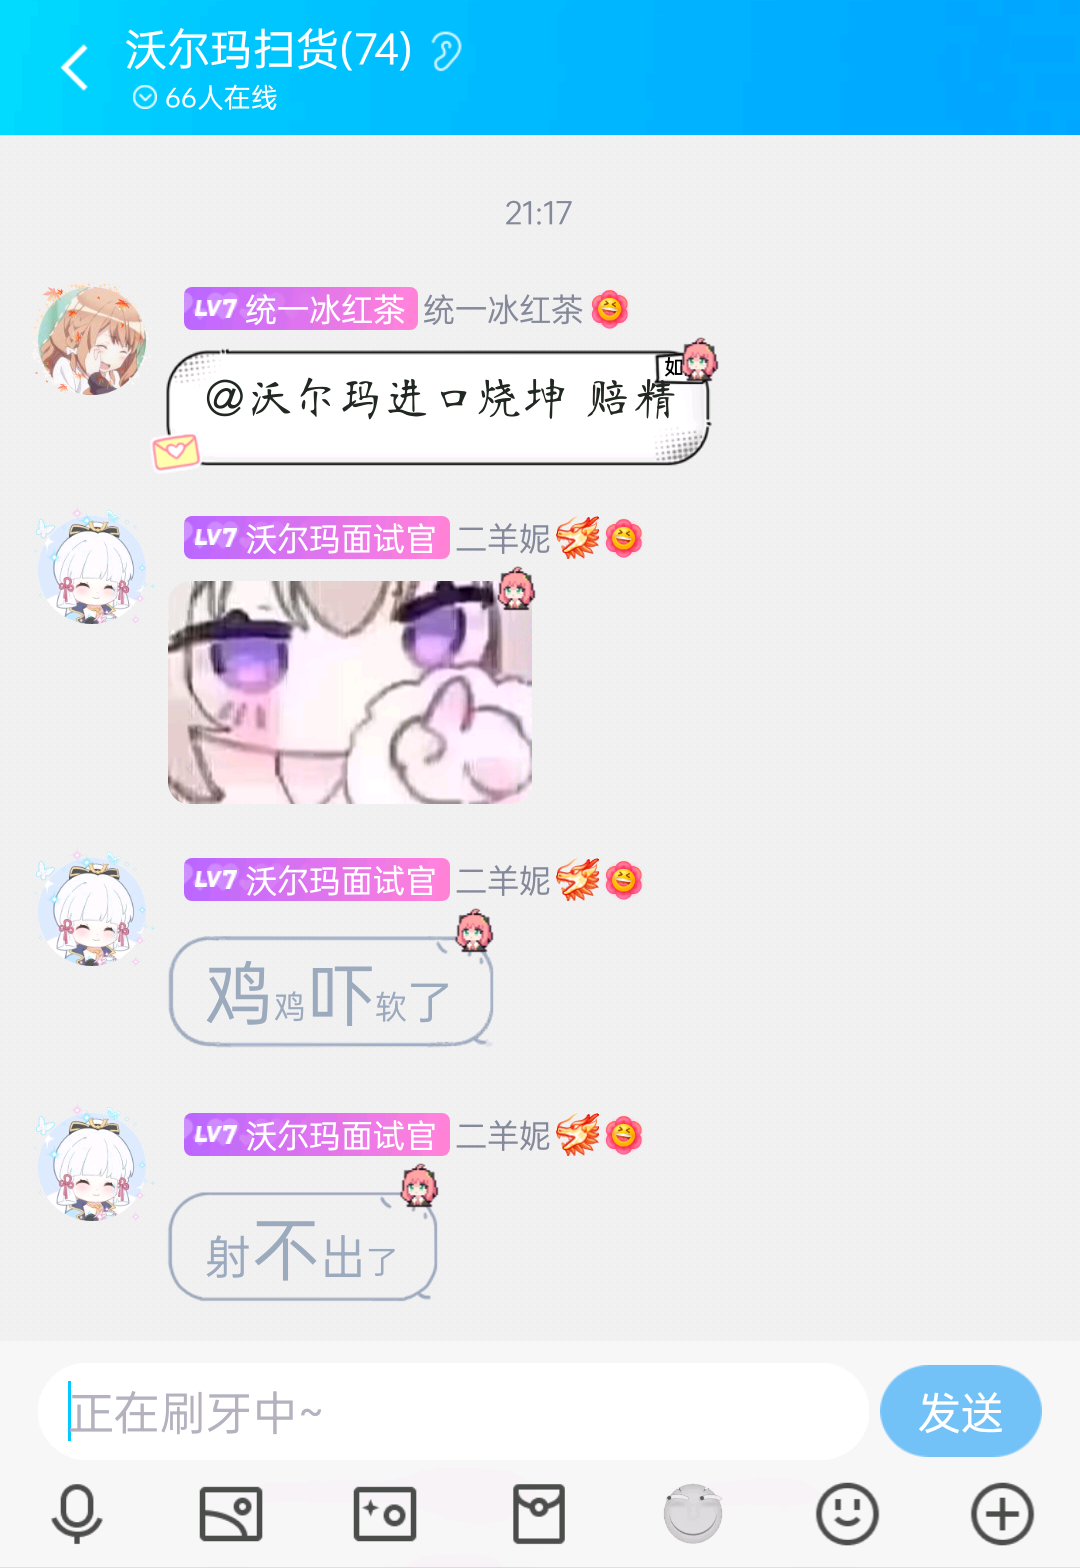 沃尔玛扫货(74)
66人在线
21:17
LV7 统一冰红茶 统一冰红茶
如
@沃尔玛进口烧坤 赔精
LV7 沃尔玛面试官 二羊妮
LV7 沃尔玛面试官 二羊妮
鸡鸡吓软了
LV7 沃尔玛面试官 二羊妮
射不出了
正在刷牙中~
发送